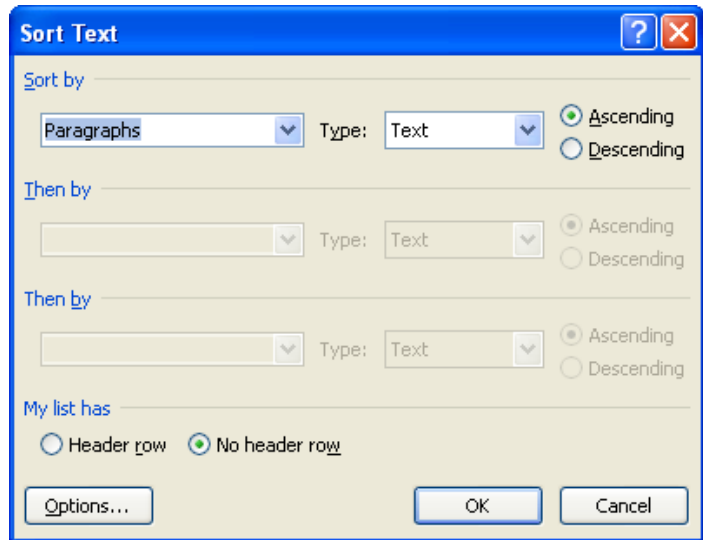 Sort Text
Sort by
Paragraphs Type: Text Ascending
Descending
Then by
Type: Text Ascending
Descending
Then by
Type: Text Ascending
Descending
My list has
Header row No header row
Options... OK Cancel